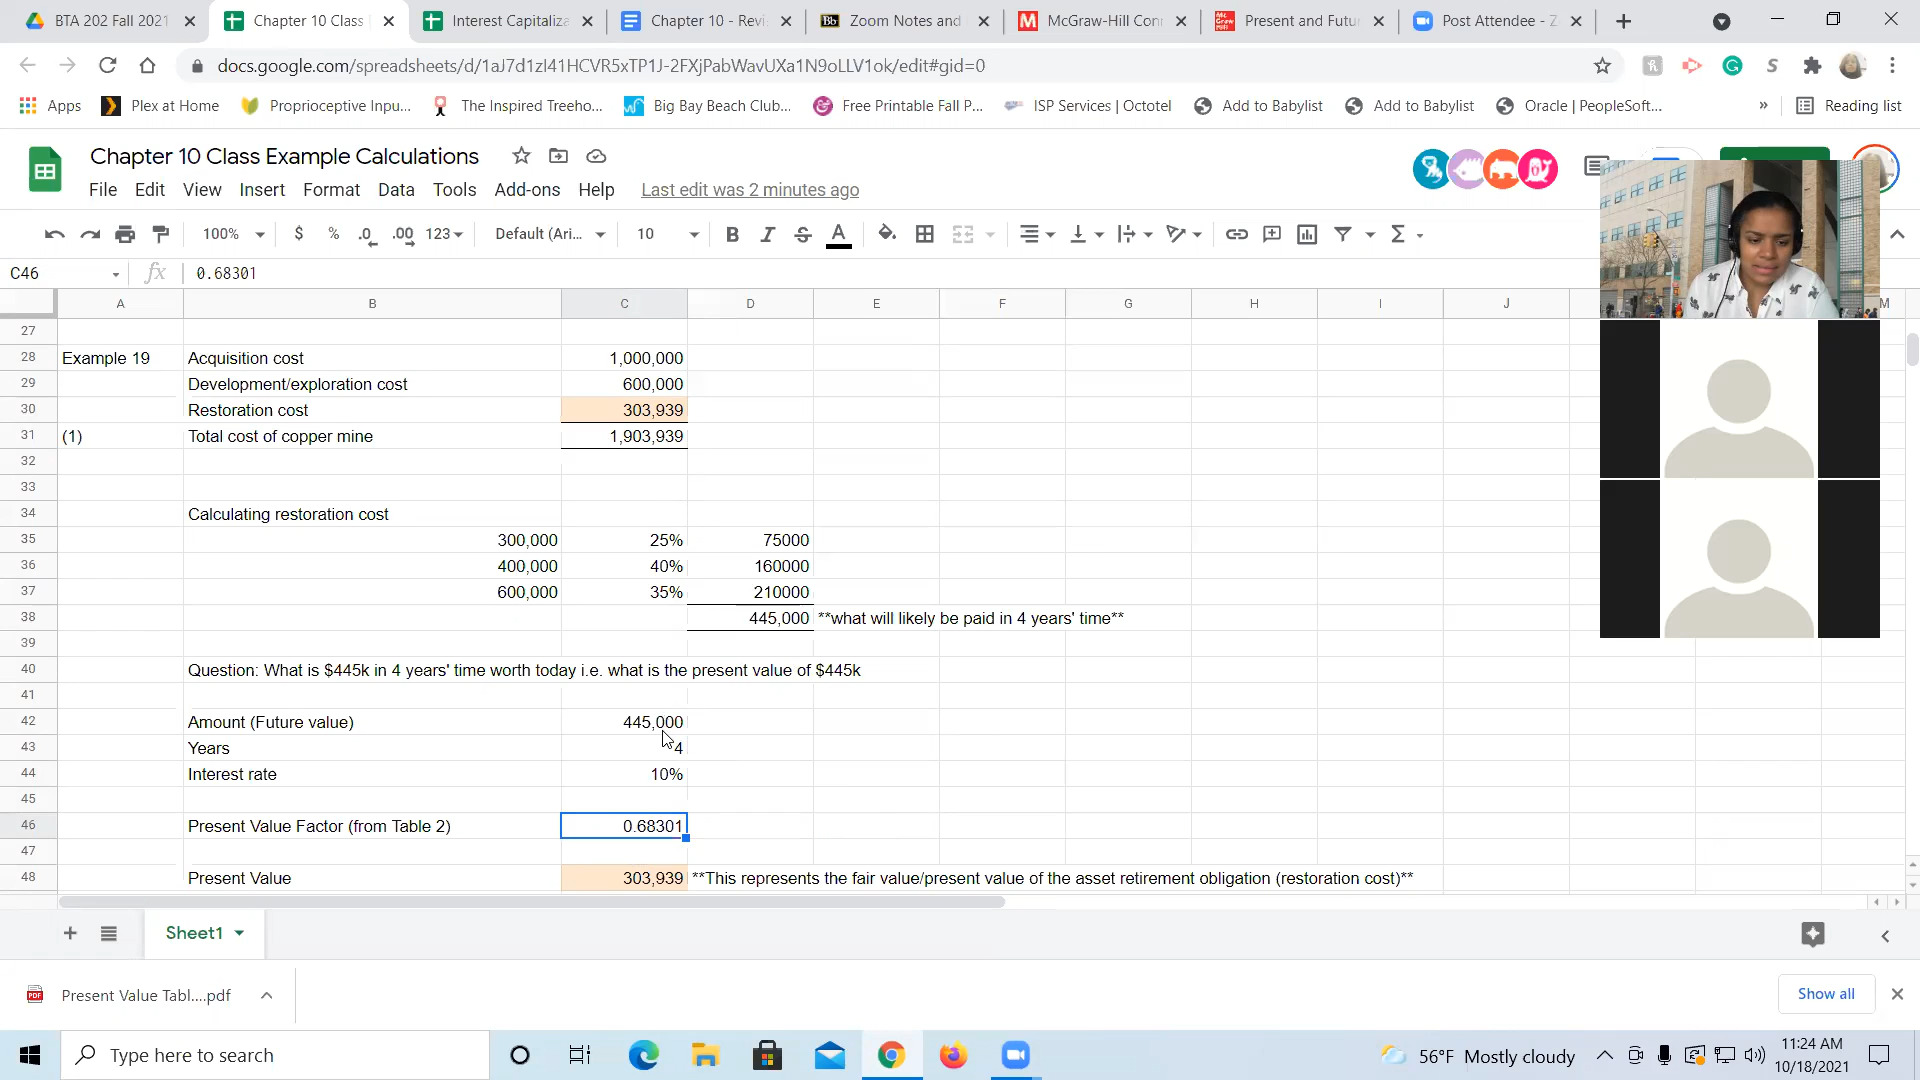 BTA 202 Fall 2021
Chapter 10 Class
Interest Capitaliza
Chapter 10 - Revi
Zoom Notes and
McGraw-Hill Con
Present and Futu
Post Attendee - Z
docs.google.com/spreadsheets/d/1aJ7d1zI41HCVR5xTP1J-2FXjPabWavUXa1N9oLLV1ok/edit#gid=0
Apps
Plex at Home
Proprioceptive Inpu...
The Inspired Treeho...
Big Bay Beach Club...
Free Printable Fall P...
ISP Services | Octotel
Add to Babylist
Add to Babylist
Oracle | PeopleSoft...
»
Reading list
Chapter 10 Class Example Calculations
File Edit View Insert Format Data Tools Add-ons Help Last edit was 2 minutes ago
100% $ % .0 .00 123 Default (Ari... 10 B I S A
C46 fx 0.68301
A B C D E F G H I J M
27
28 Example 19 Acquisition cost 1,000,000
29 Development/exploration cost 600,000
30 Restoration cost 303,939
31 (1) Total cost of copper mine 1,903,939
32
33
34 Calculating restoration cost
35 300,000 25% 75000
36 400,000 40% 160000
37 600,000 35% 210000
38 445,000 **what will likely be paid in 4 years' time**
39
40 Question: What is $445k in 4 years' time worth today i.e. what is the present value of $445k
41
42 Amount (Future value) 445,000
43 Years 4
44 Interest rate 10%
45
46 Present Value Factor (from Table 2) 0.68301
47
48 Present Value 303,939 **This represents the fair value/present value of the asset retirement obligation (restoration cost)**
Sheet1
Present Value Tabl....pdf
Show all
Type here to search
56°F Mostly cloudy
11:24 AM
10/18/2021